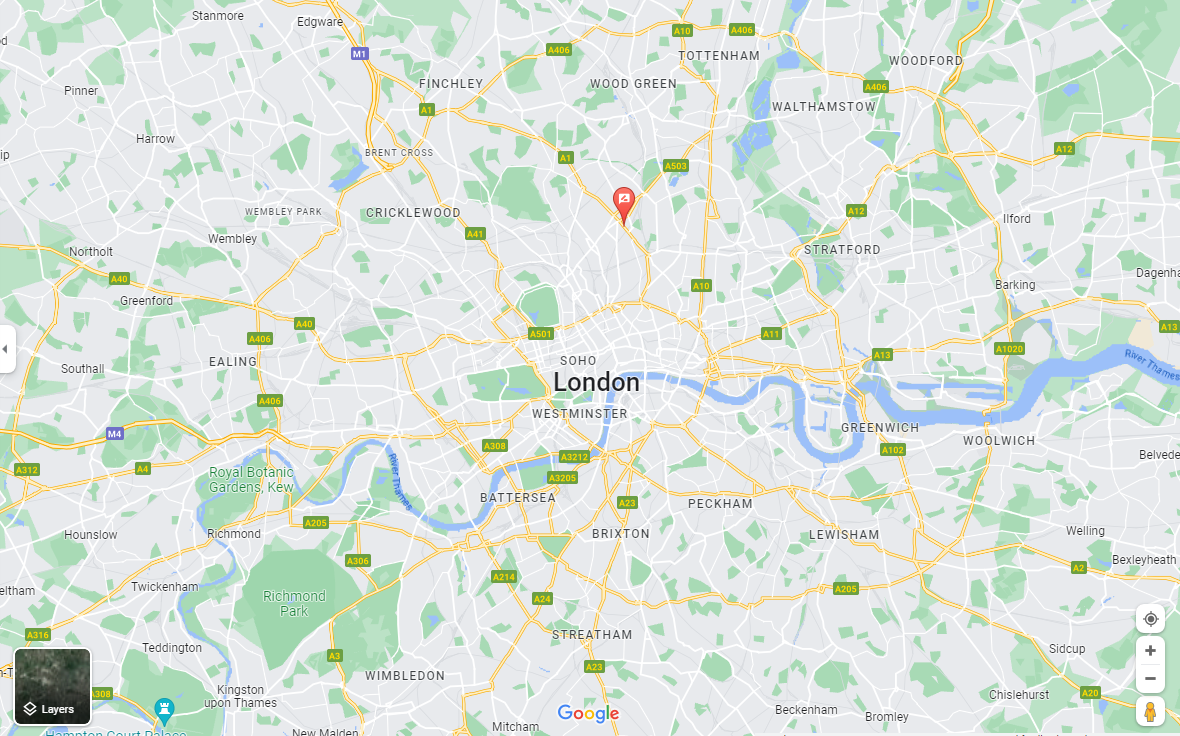 Stanmore
Edgware
A10
A406
A406
M1
TOTTENHAM
WOODFORD
FINCHLEY
WOOD GREEN
Pinner
A406
A1
WALTHAMSTOW
Harrow
A12
BRENT CROSS
A1
A503
WEMBLEY PARK
CRICKLEWOOD
A12
Ilford
Wembley
A41
Northolt
STRATFORD
A40
Barking
Dagenha
A10
Greenford
A40
A13
A406
A501
A11
A1020
SOHO
EALING
A13
River Thames
Southall
London
A406
WESTMINSTER
GREENWICH
M4
WOOLWICH
A308
A102
A3212
Belvede
A312
A4
Royal Botanic
Gardens, Kew
River Thames
A3205
BATTERSEA
A23
PECKHAM
A205
Hounslow
Richmond
BRIXTON
LEWISHAM
Welling
A306
A2
Bexleyheath
A214
Twickenham
A205
eltham
Richmond
Park
A24
A316
STREATHAM
Teddington
A3
Sidcup
WIMBLEDON
A23
Kingston
upon Thames
A308
Chislehurst
A20
Layers
Google
Beckenham
Bromley
Mitcham
New Malden
Hampton Court Palace